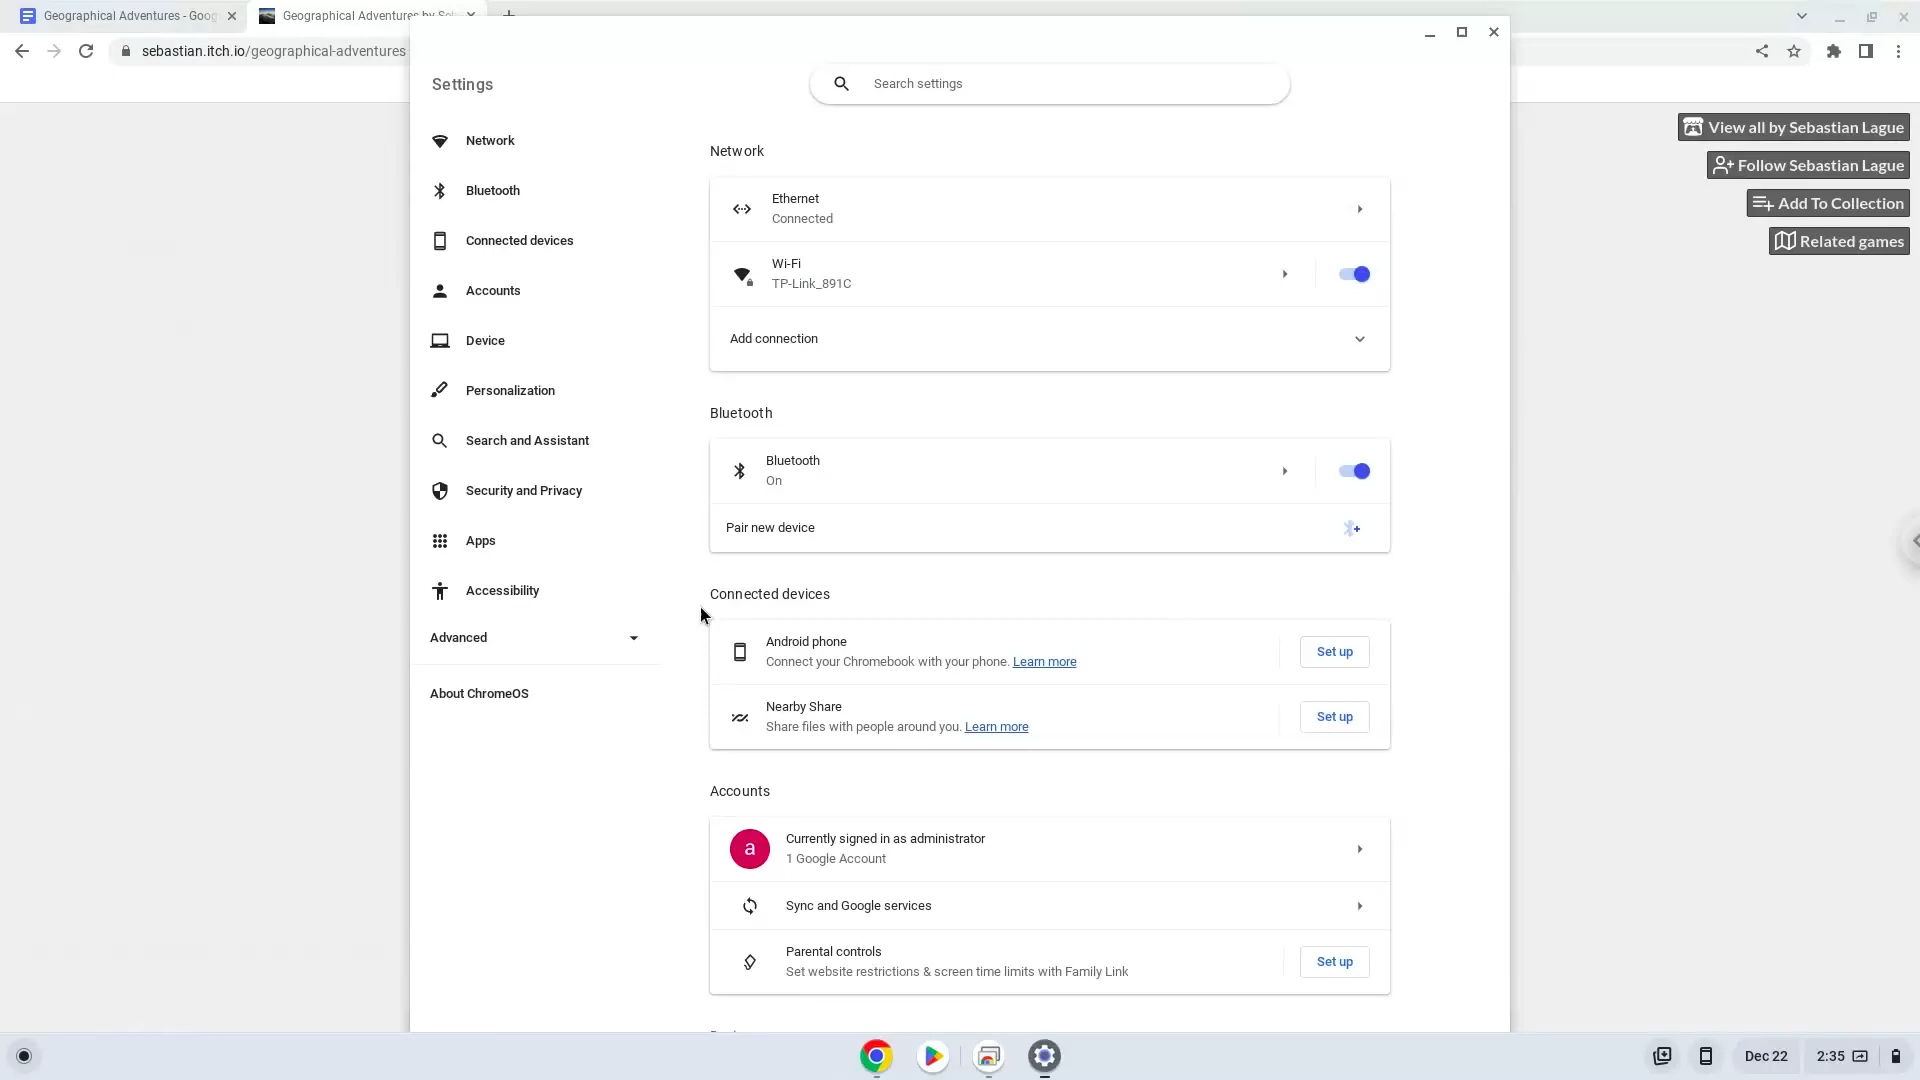 Geographical Adventures - Goog
Geographical Adventures by Se
sebastian.itch.io/geographical-adventures
Settings
Search settings
View all by Sebastian Lague
Follow Sebastian Lague
Add To Collection
Related games
Network
Bluetooth
Connected devices
Accounts
Device
Personalization
Search and Assistant
Security and Privacy
Apps
Accessibility
Advanced
About ChromeOS
Network
Ethernet
Connected
Wi-Fi
TP-Link_891C
Add connection
Bluetooth
Bluetooth
On
Pair new device
Connected devices
Android phone
Connect your Chromebook with your phone. Learn more
Set up
Nearby Share
Share files with people around you. Learn more
Set up
Accounts
a
Currently signed in as administrator
1 Google Account
Sync and Google services
Parental controls
Set website restrictions & screen time limits with Family Link
Set up
Dec 22
2:35